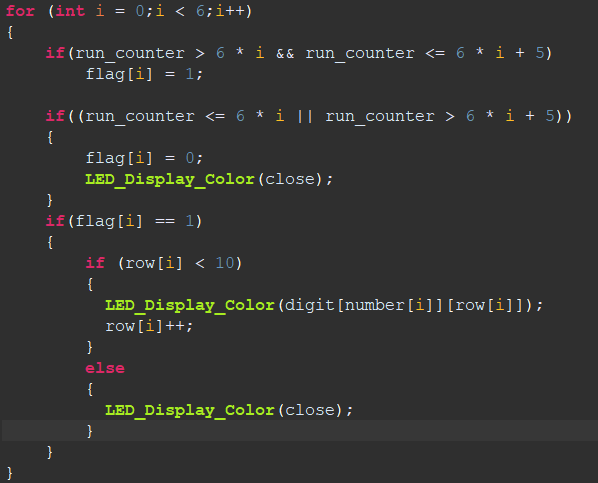 for (int i = 0;i < 6;i++)
{
    if(run_counter > 6 * i && run_counter <= 6 * i + 5)
        flag[i] = 1;

    if((run_counter <= 6 * i || run_counter > 6 * i + 5))
    {
        flag[i] = 0;
        LED_Display_Color(close);
    }
    if(flag[i] == 1)
    {
        if (row[i] < 10)
        {
          LED_Display_Color(digit[number[i]][row[i]]);
          row[i]++;
        }
        else
        {
          LED_Display_Color(close);
        }
    }
}